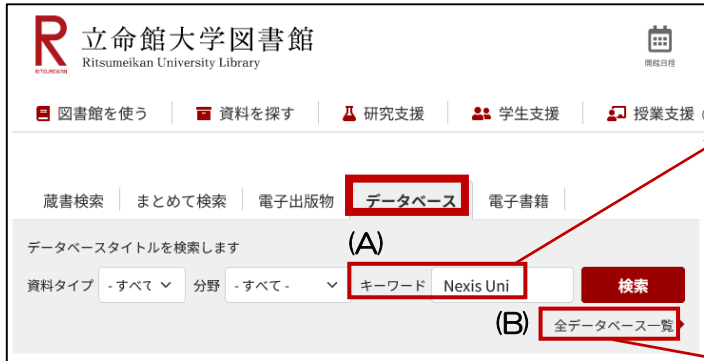 立命館大学図書館
Ritsumeikan University Library
RITSUMEIKAN
開館日程
図書館を使う 資料を探す 研究支援 学生支援 授業支援（
蔵書検索 まとめて検索 電子出版物 データベース 電子書籍
データベースタイトルを検索します
(A)
資料タイプ - すべて 分野 - すべて - キーワード Nexis Uni 検索
(B) 全データベース一覧